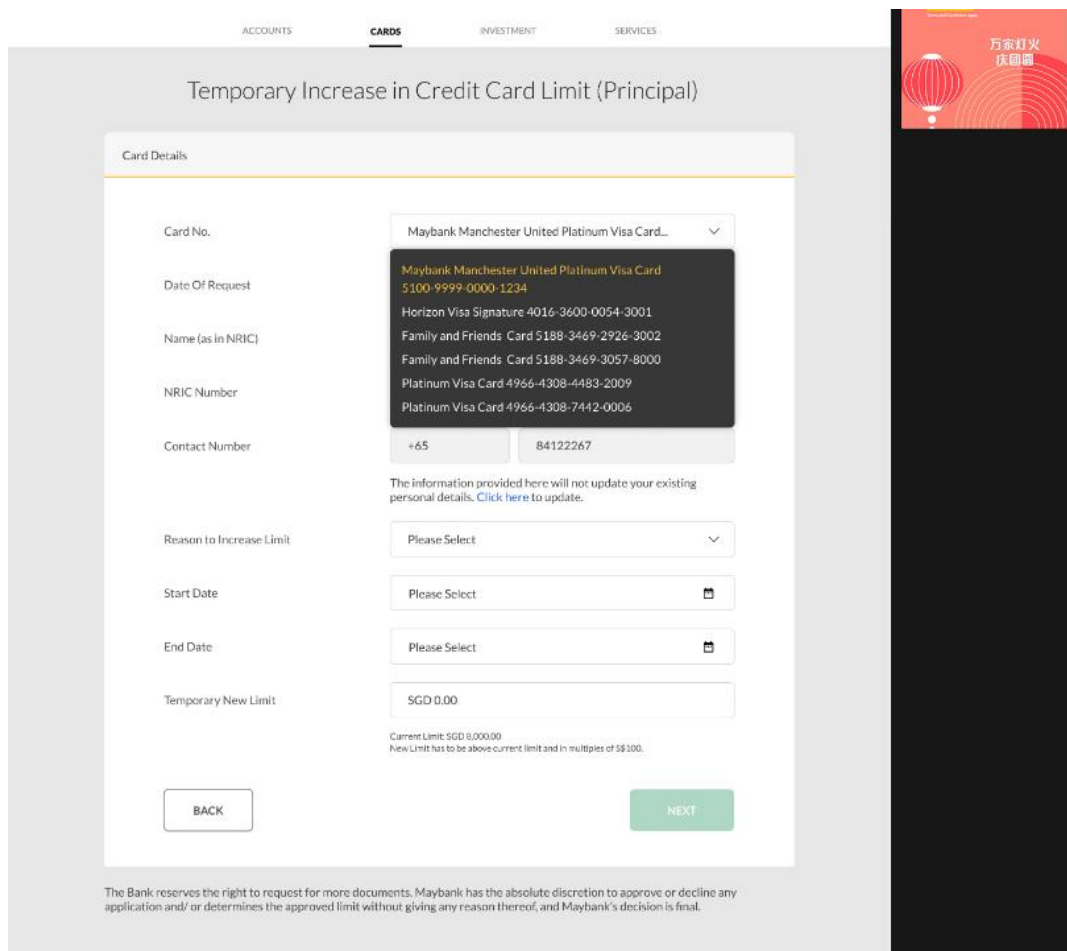 ACCOUNTS
CARDS
INVESTMENT
SERVICES
Temporary Increase in Credit Card Limit (Principal)
Card Details
Card No.
Maybank Manchester United Platinum Visa Card...
Maybank Manchester United Platinum Visa Card
5100-9999-0000-1234
Horizon Visa Signature 4016-3600-0054-3001
Family and Friends Card 5188-3469-2926-3002
Family and Friends Card 5188-3469-3057-8000
Platinum Visa Card 4966-4308-4483-2009
Platinum Visa Card 4966-4308-7442-0006
Date Of Request
Name (as in NRIC)
NRIC Number
Contact Number
+65
84122267
The information provided here will not update your existing
personal details. Click here to update.
Reason to Increase Limit
Please Select
Start Date
Please Select
End Date
Please Select
Temporary New Limit
SGD 0.00
Current Limit: SGD 8,000.00
New Limit has to be above current limit and in multiples of S$100.
BACK
NEXT
The Bank reserves the right to request for more documents. Maybank has the absolute discretion to approve or decline any
application and/ or determines the approved limit without giving any reason thereof, and Maybank's decision is final.
万家灯火
庆团圆